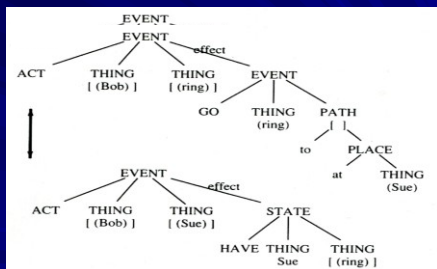 EVENT
EVENT
effect
ACT THING THING EVENT
[ (Bob) ] [ (ring) ]
GO THING PATH
(ring) [ ]
to PLACE
at THING
(Sue)
EVENT
effect
ACT THING THING STATE
[ (Bob) ] [ (Sue) ]
HAVE THING THING
Sue [ (ring) ]